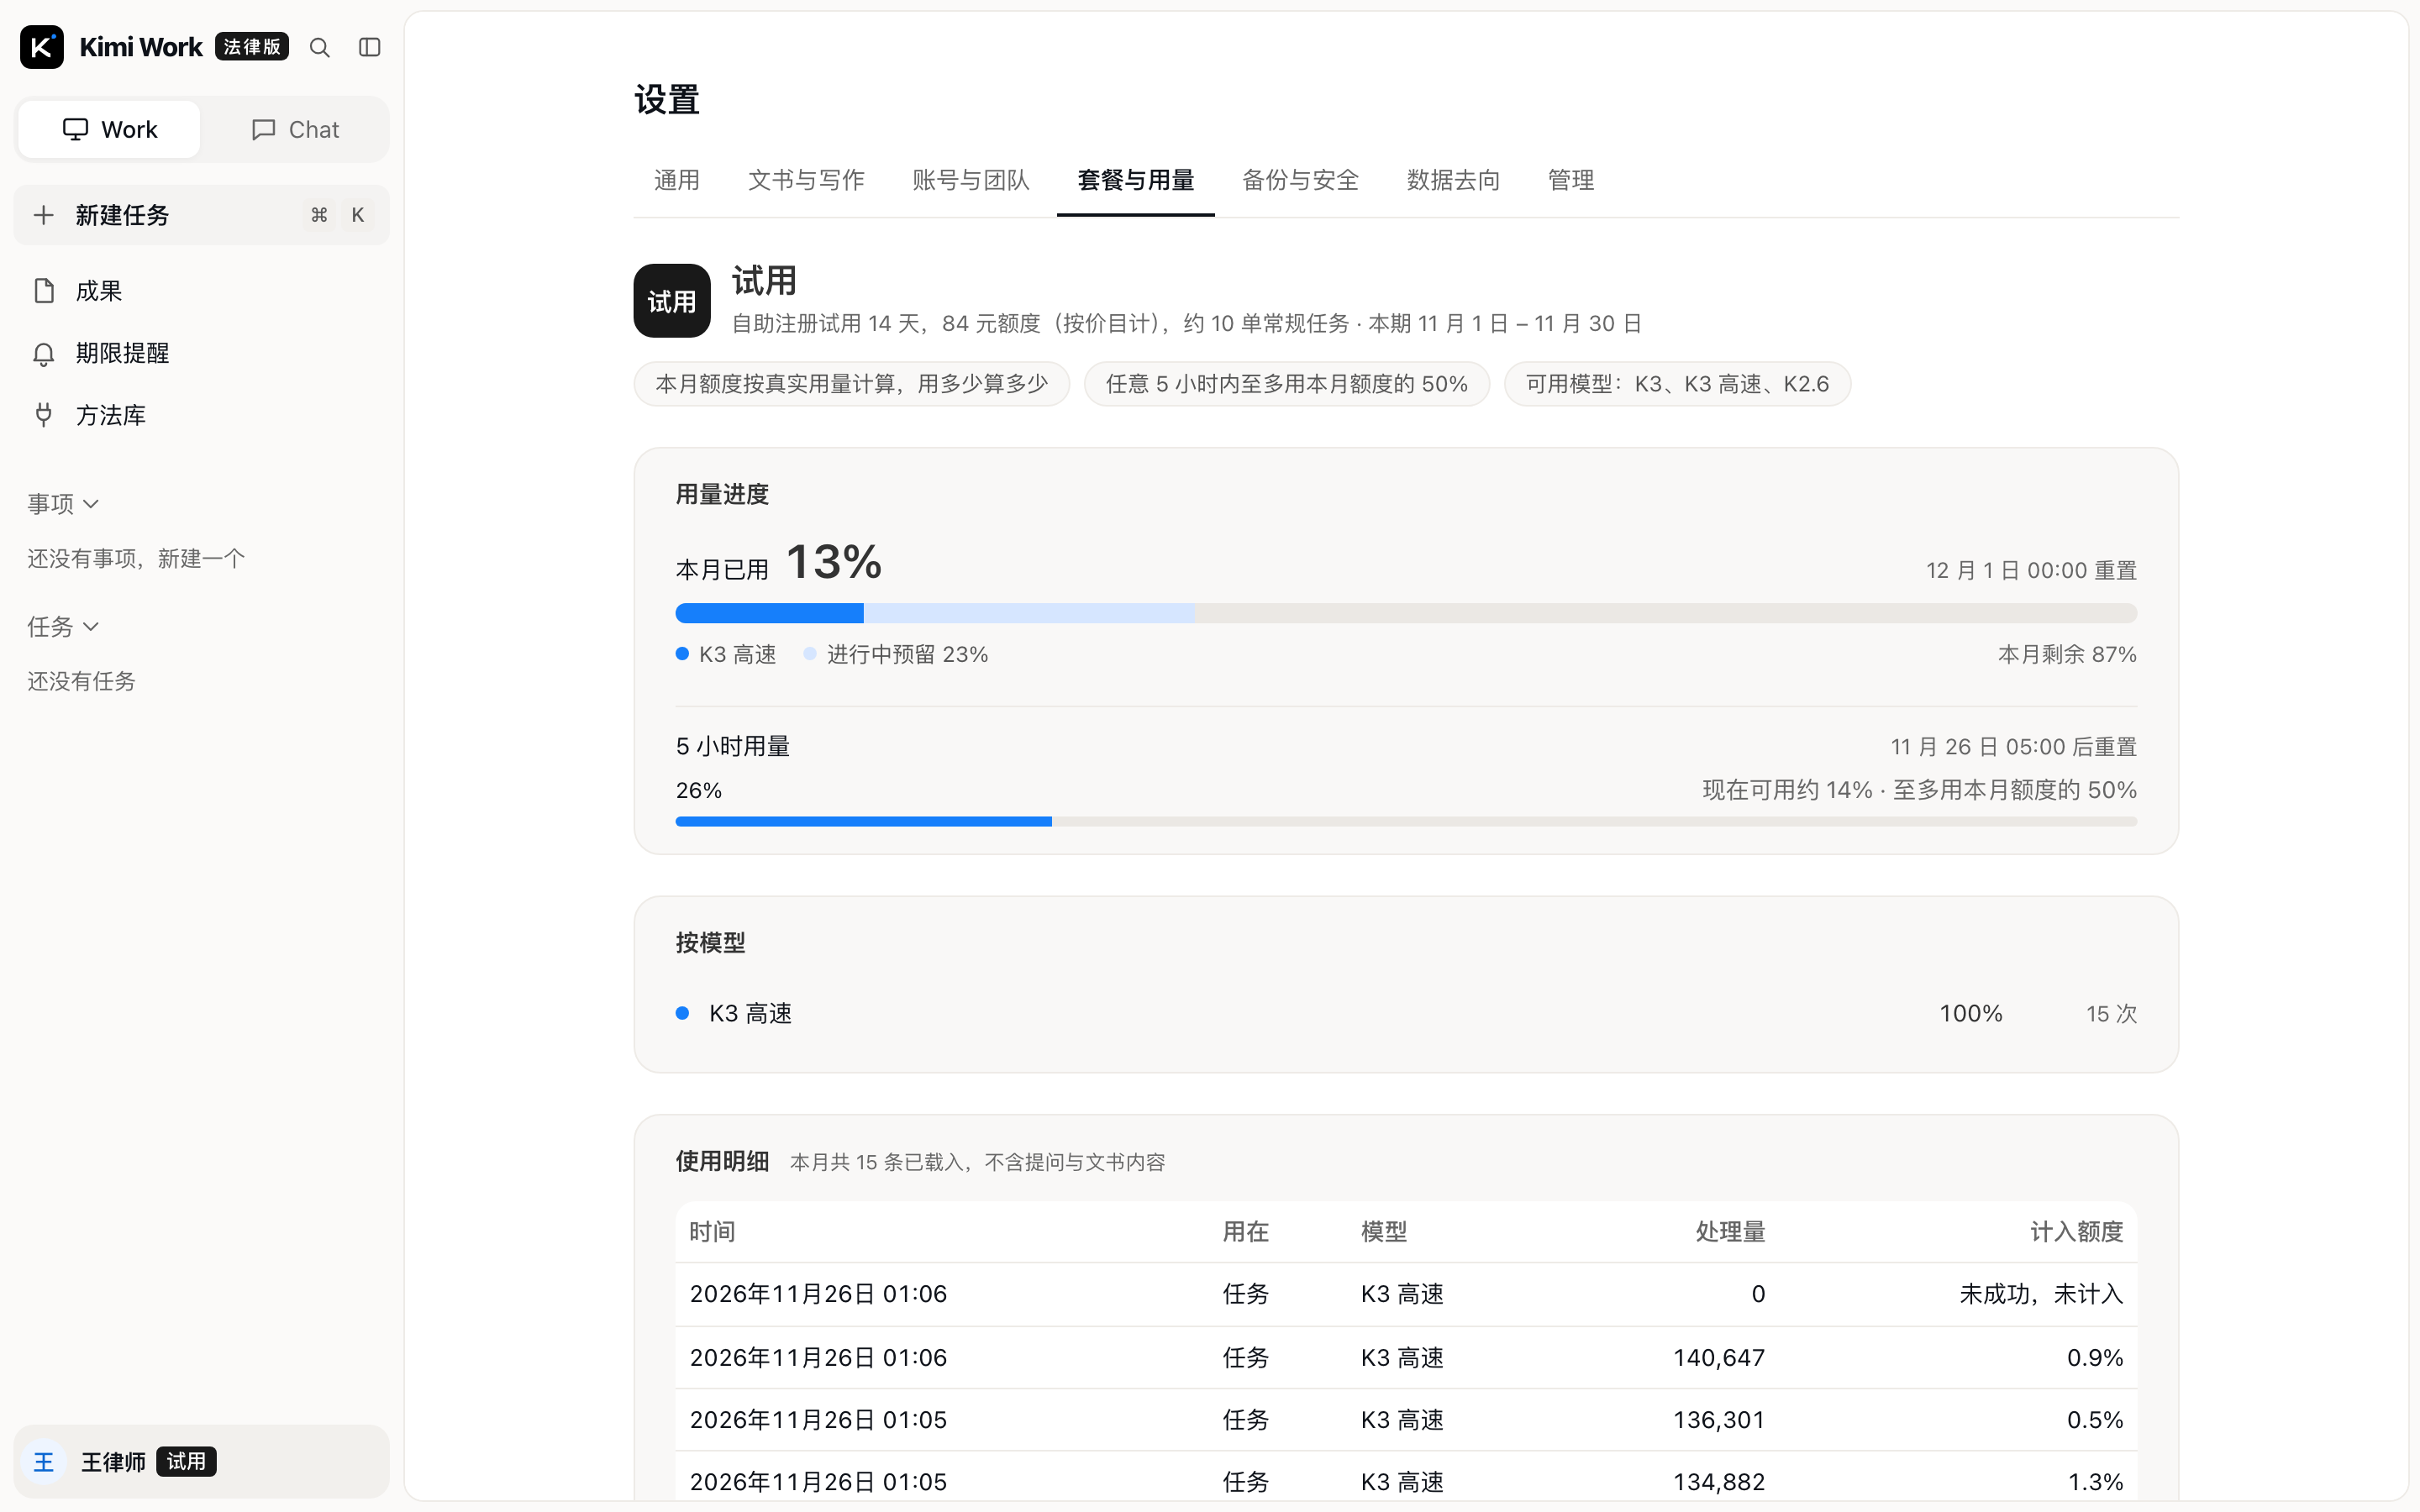 Kimi Work 法律版
Work
Chat
新建任务 ⌘ K
成果
期限提醒
方法库
事项
还没有事项，新建一个
任务
还没有任务
王 王律师 试用
设置
通用 文书与写作 账号与团队 套餐与用量 备份与安全 数据去向 管理
试用
试用
自助注册试用 14 天，84 元额度（按价目计），约 10 单常规任务 · 本期 11 月 1 日 – 11 月 30 日
本月额度按真实用量计算，用多少算多少
任意 5 小时内至多用本月额度的 50%
可用模型：K3、K3 高速、K2.6
用量进度
本月已用 13%
12 月 1 日 00:00 重置
K3 高速 进行中预留 23%
本月剩余 87%
5 小时用量
11 月 26 日 05:00 后重置
26%
现在可用约 14% · 至多用本月额度的 50%
按模型
K3 高速 100% 15 次
使用明细 本月共 15 条已载入，不含提问与文书内容
时间 用在 模型 处理量 计入额度
2026年11月26日 01:06 任务 K3 高速 0 未成功，未计入
2026年11月26日 01:06 任务 K3 高速 140,647 0.9%
2026年11月26日 01:05 任务 K3 高速 136,301 0.5%
2026年11月26日 01:05 任务 K3 高速 134,882 1.3%